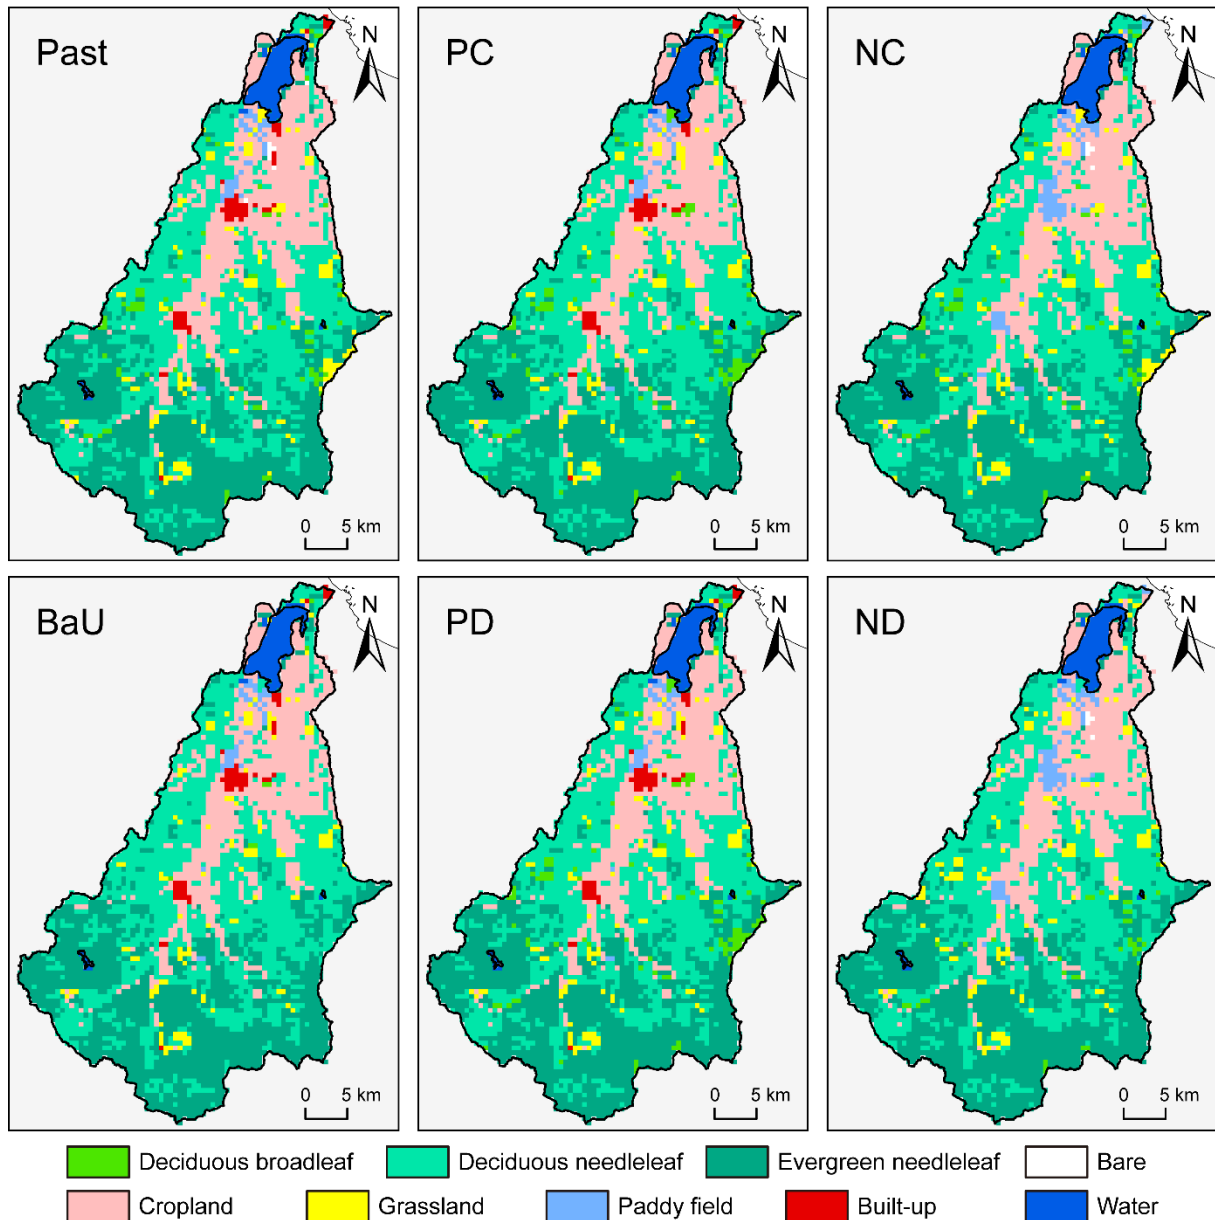 Past
N
0 5 km
PC
N
0 5 km
NC
N
0 5 km
BaU
N
0 5 km
PD
N
0 5 km
ND
N
0 5 km
Deciduous broadleaf Deciduous needleleaf Evergreen needleleaf Bare
Cropland Grassland Paddy field Built-up Water